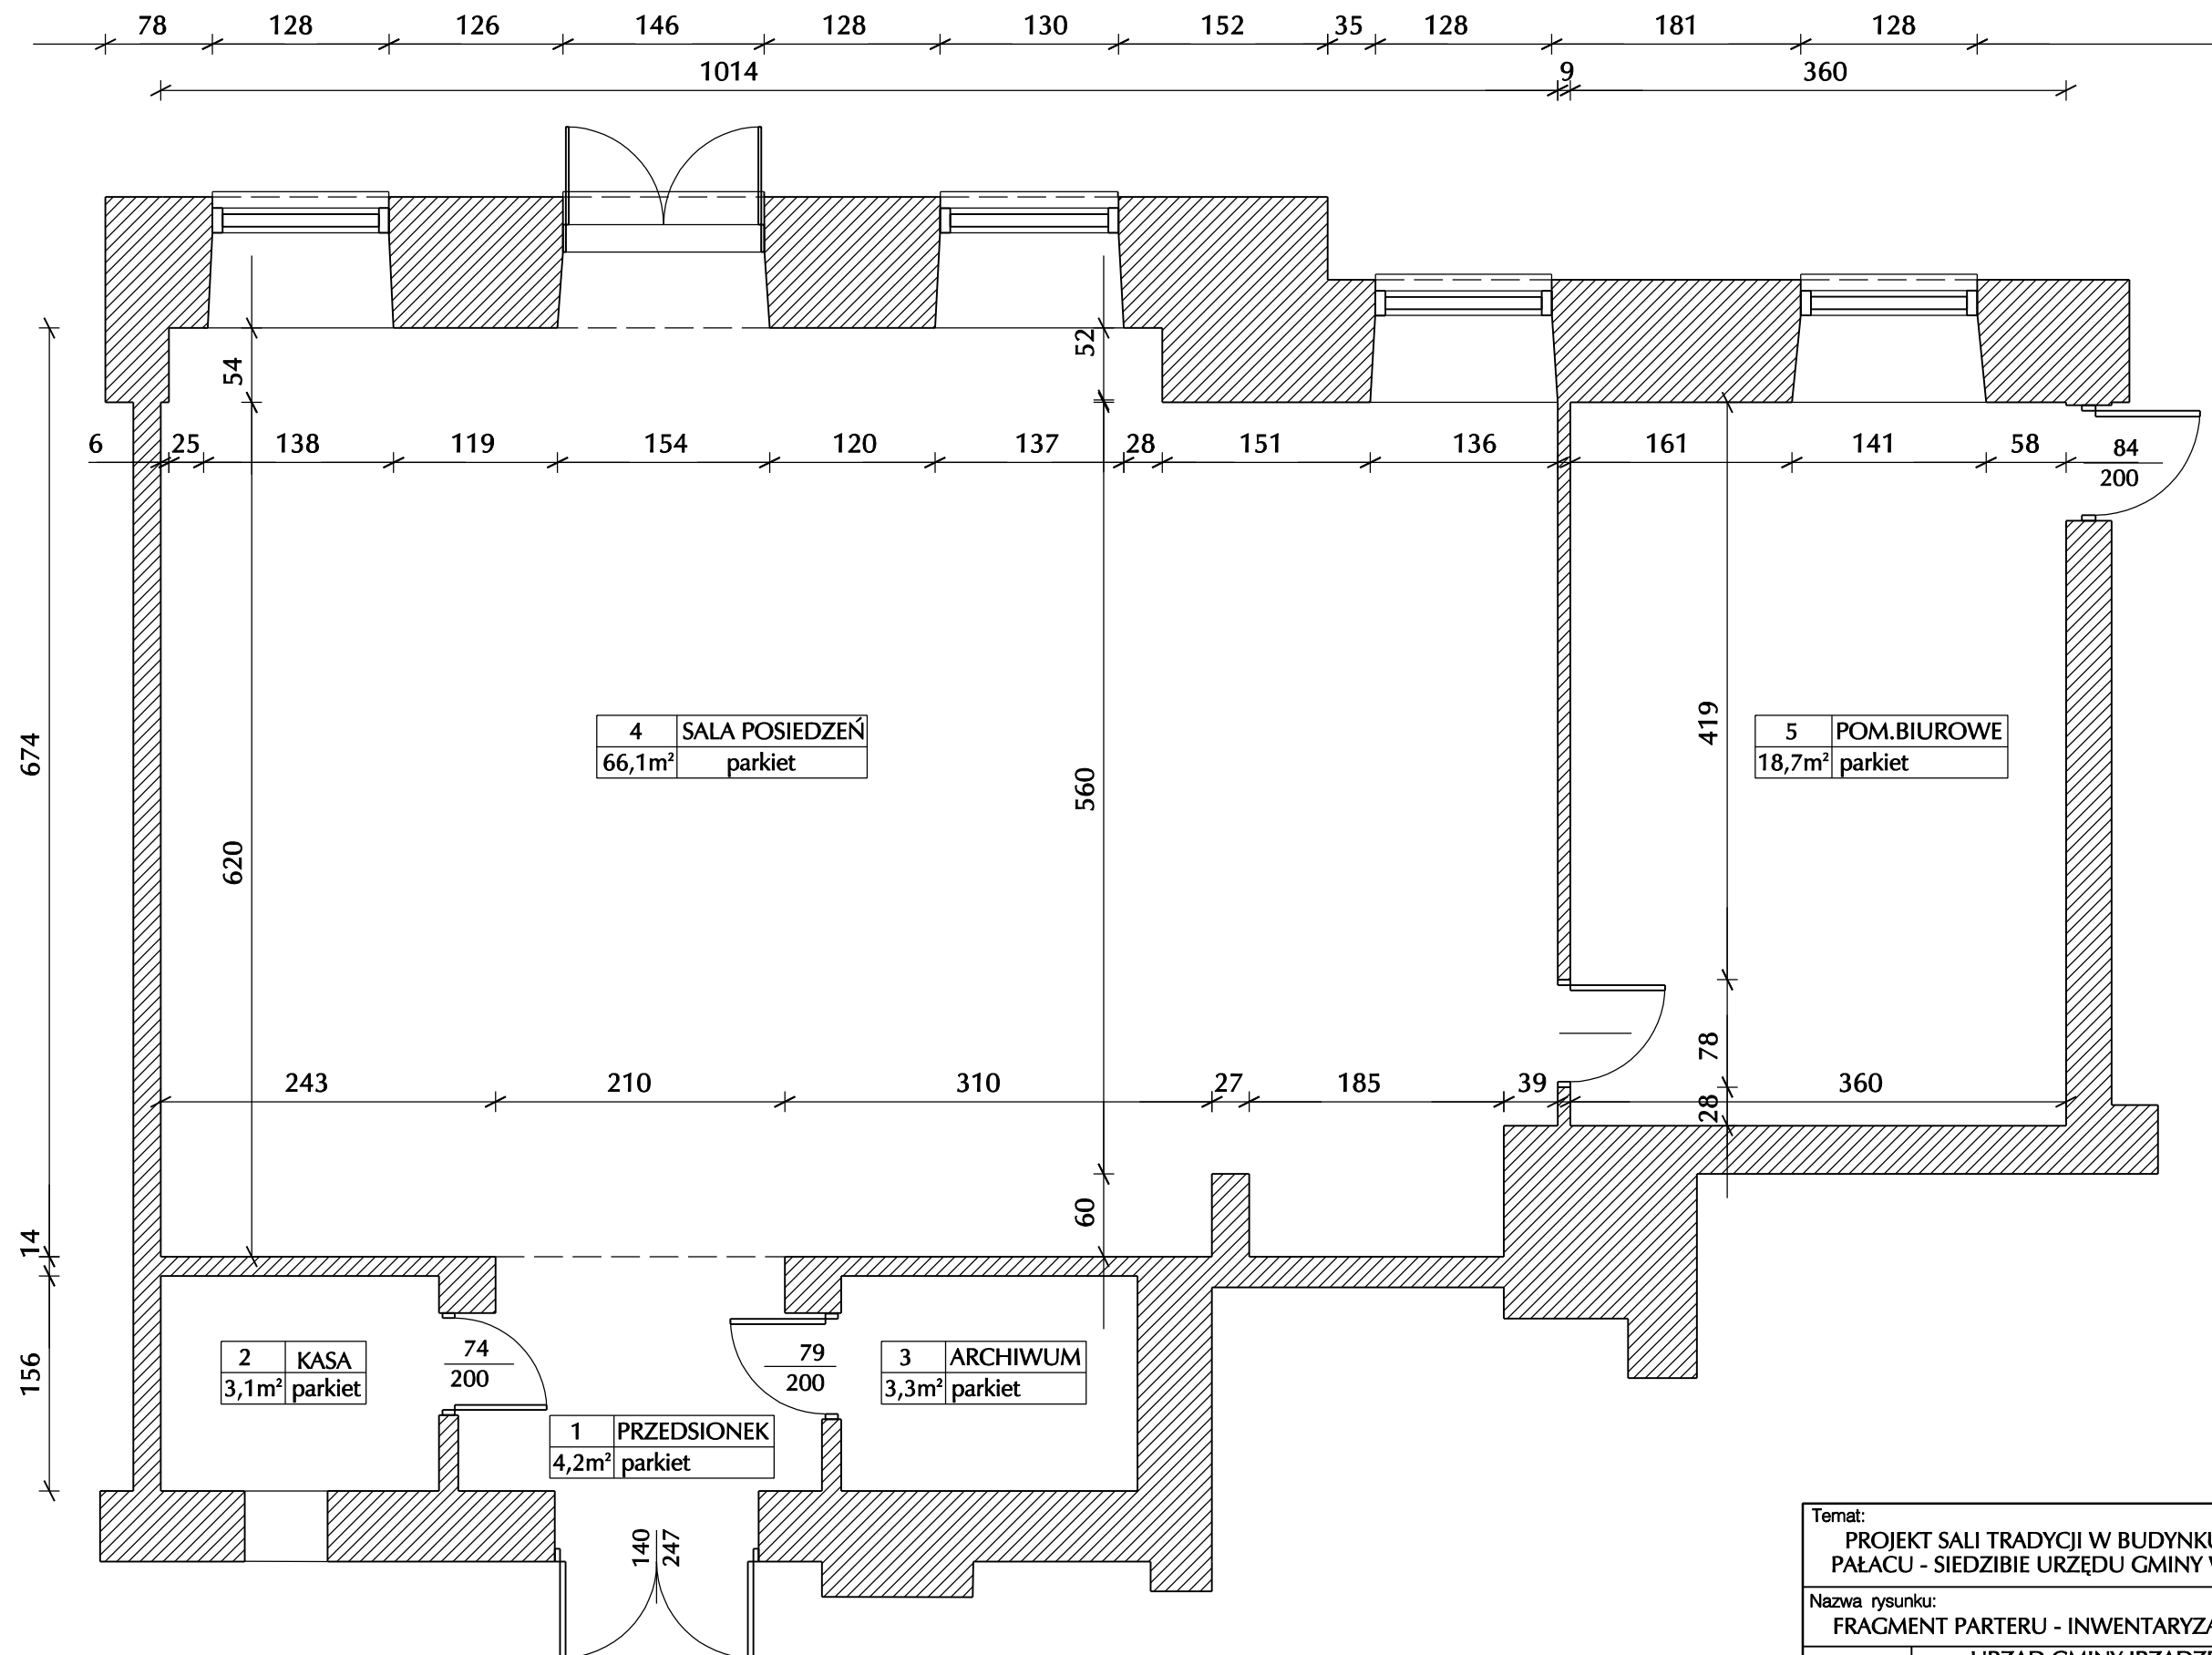 78 128 126 146 128 130 152 35 128 181 128
1014 9 360
54 52
6 25 138 119 154 120 137 28 151 136 161 141 58 84
200
674
620
560
419
4 SALA POSIEDZEŃ
66,1m² parkiet
5 POM.BIUROWE
18,7m² parkiet
78
28
243 210 310 27 185 39 360
60
14
156
2 KASA
3,1m² parkiet
74
200
79
200
3 ARCHIWUM
3,3m² parkiet
1 PRZEDSIONEK
4,2m² parkiet
140
247
Temat:
PROJEKT SALI TRADYCJI W BUDYNKU
PAŁACU - SIEDZIBIE URZĘDU GMINY
Nazwa rysunku:
FRAGMENT PARTERU - INWENTARYZA